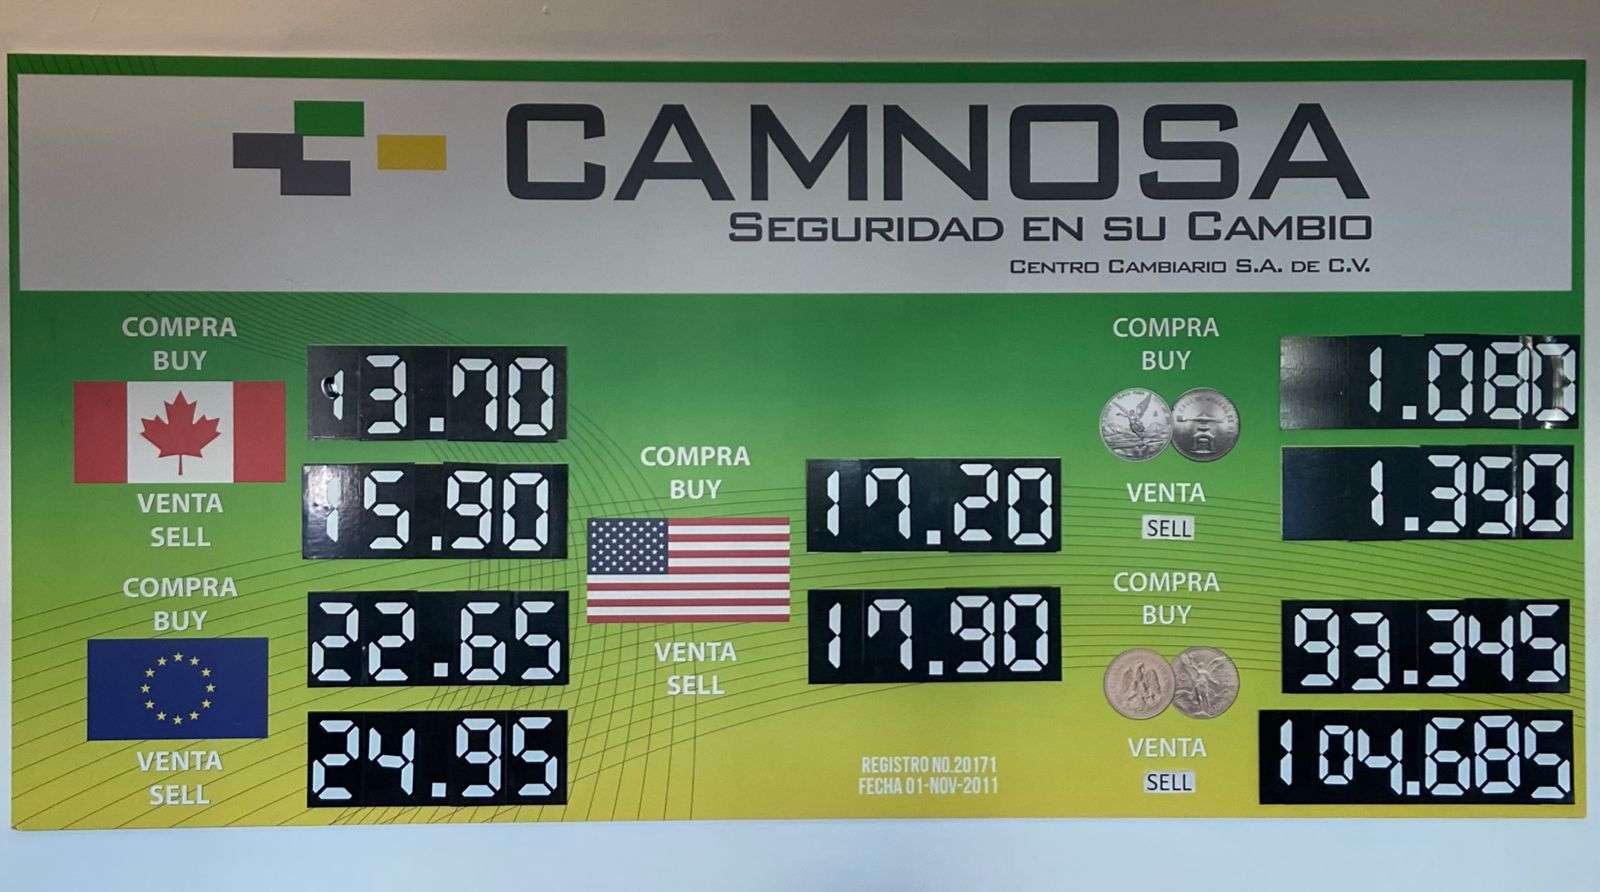 CAMNOSA
SEGURIDAD EN SU CAMBIO
CENTRO CAMBIARIO S.A. DE C.V.
COMPRA
BUY
13.70
VENTA
SELL
15.90
COMPRA
BUY
22.65
VENTA
SELL
24.95
COMPRA
BUY
17.20
VENTA
SELL
17.90
REGISTRO NO.20171
FECHA 01-NOV-2011
COMPRA
BUY
1.080
VENTA
SELL
1.390
COMPRA
BUY
93.345
VENTA
SELL
104.685